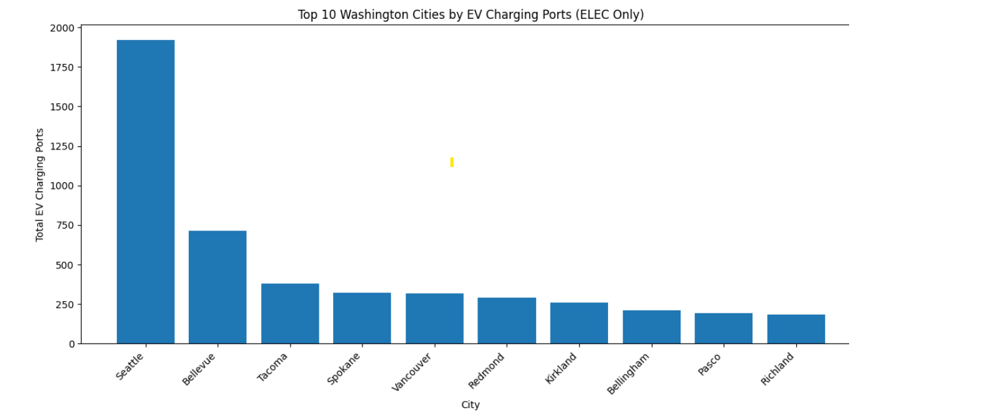 Top 10 Washington Cities by EV Charging Ports (ELEC Only)
Total EV Charging Ports
2000
1750
1500
1250
1000
750
500
250
0
Seattle
Bellevue
Tacoma
Spokane
Vancouver
Redmond
Kirkland
Bellingham
Pasco
Richland
City